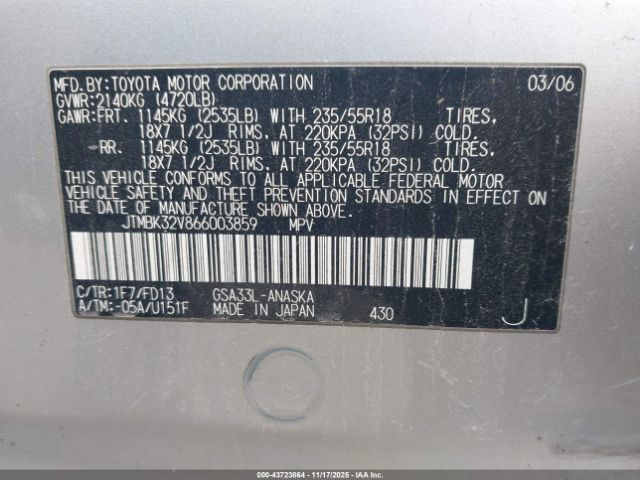 MFD.BY:TOYOTA MOTOR CORPORATION 03/06
GVWR:2140KG (4720LB)
GAWR:FRT. 1145KG (2535LB) WITH 235/55R18 TIRES,
18X7 1/2J RIMS. AT 220KPA (32PSI) COLD.
RR. 1145KG (2535LB) WITH 235/55R18 TIRES,
18X7 1/2J RIMS. AT 220KPA (32PSI) COLD.
THIS VEHICLE CONFORMS TO ALL APPLICABLE FEDERAL MOTOR
VEHICLE SAFETY AND THEFT PREVENTION STANDARDS IN EFFECT ON
THE DATE OF MANUFACTURE SHOWN ABOVE.
JTMBK32V866003859 MPV
C/TR:1F7/FD13 GSA33L-ANASKA
A/TM:-05A/U151F MADE IN JAPAN 430 J
000-43723864 - 11/17/2025 - IAAI.COM